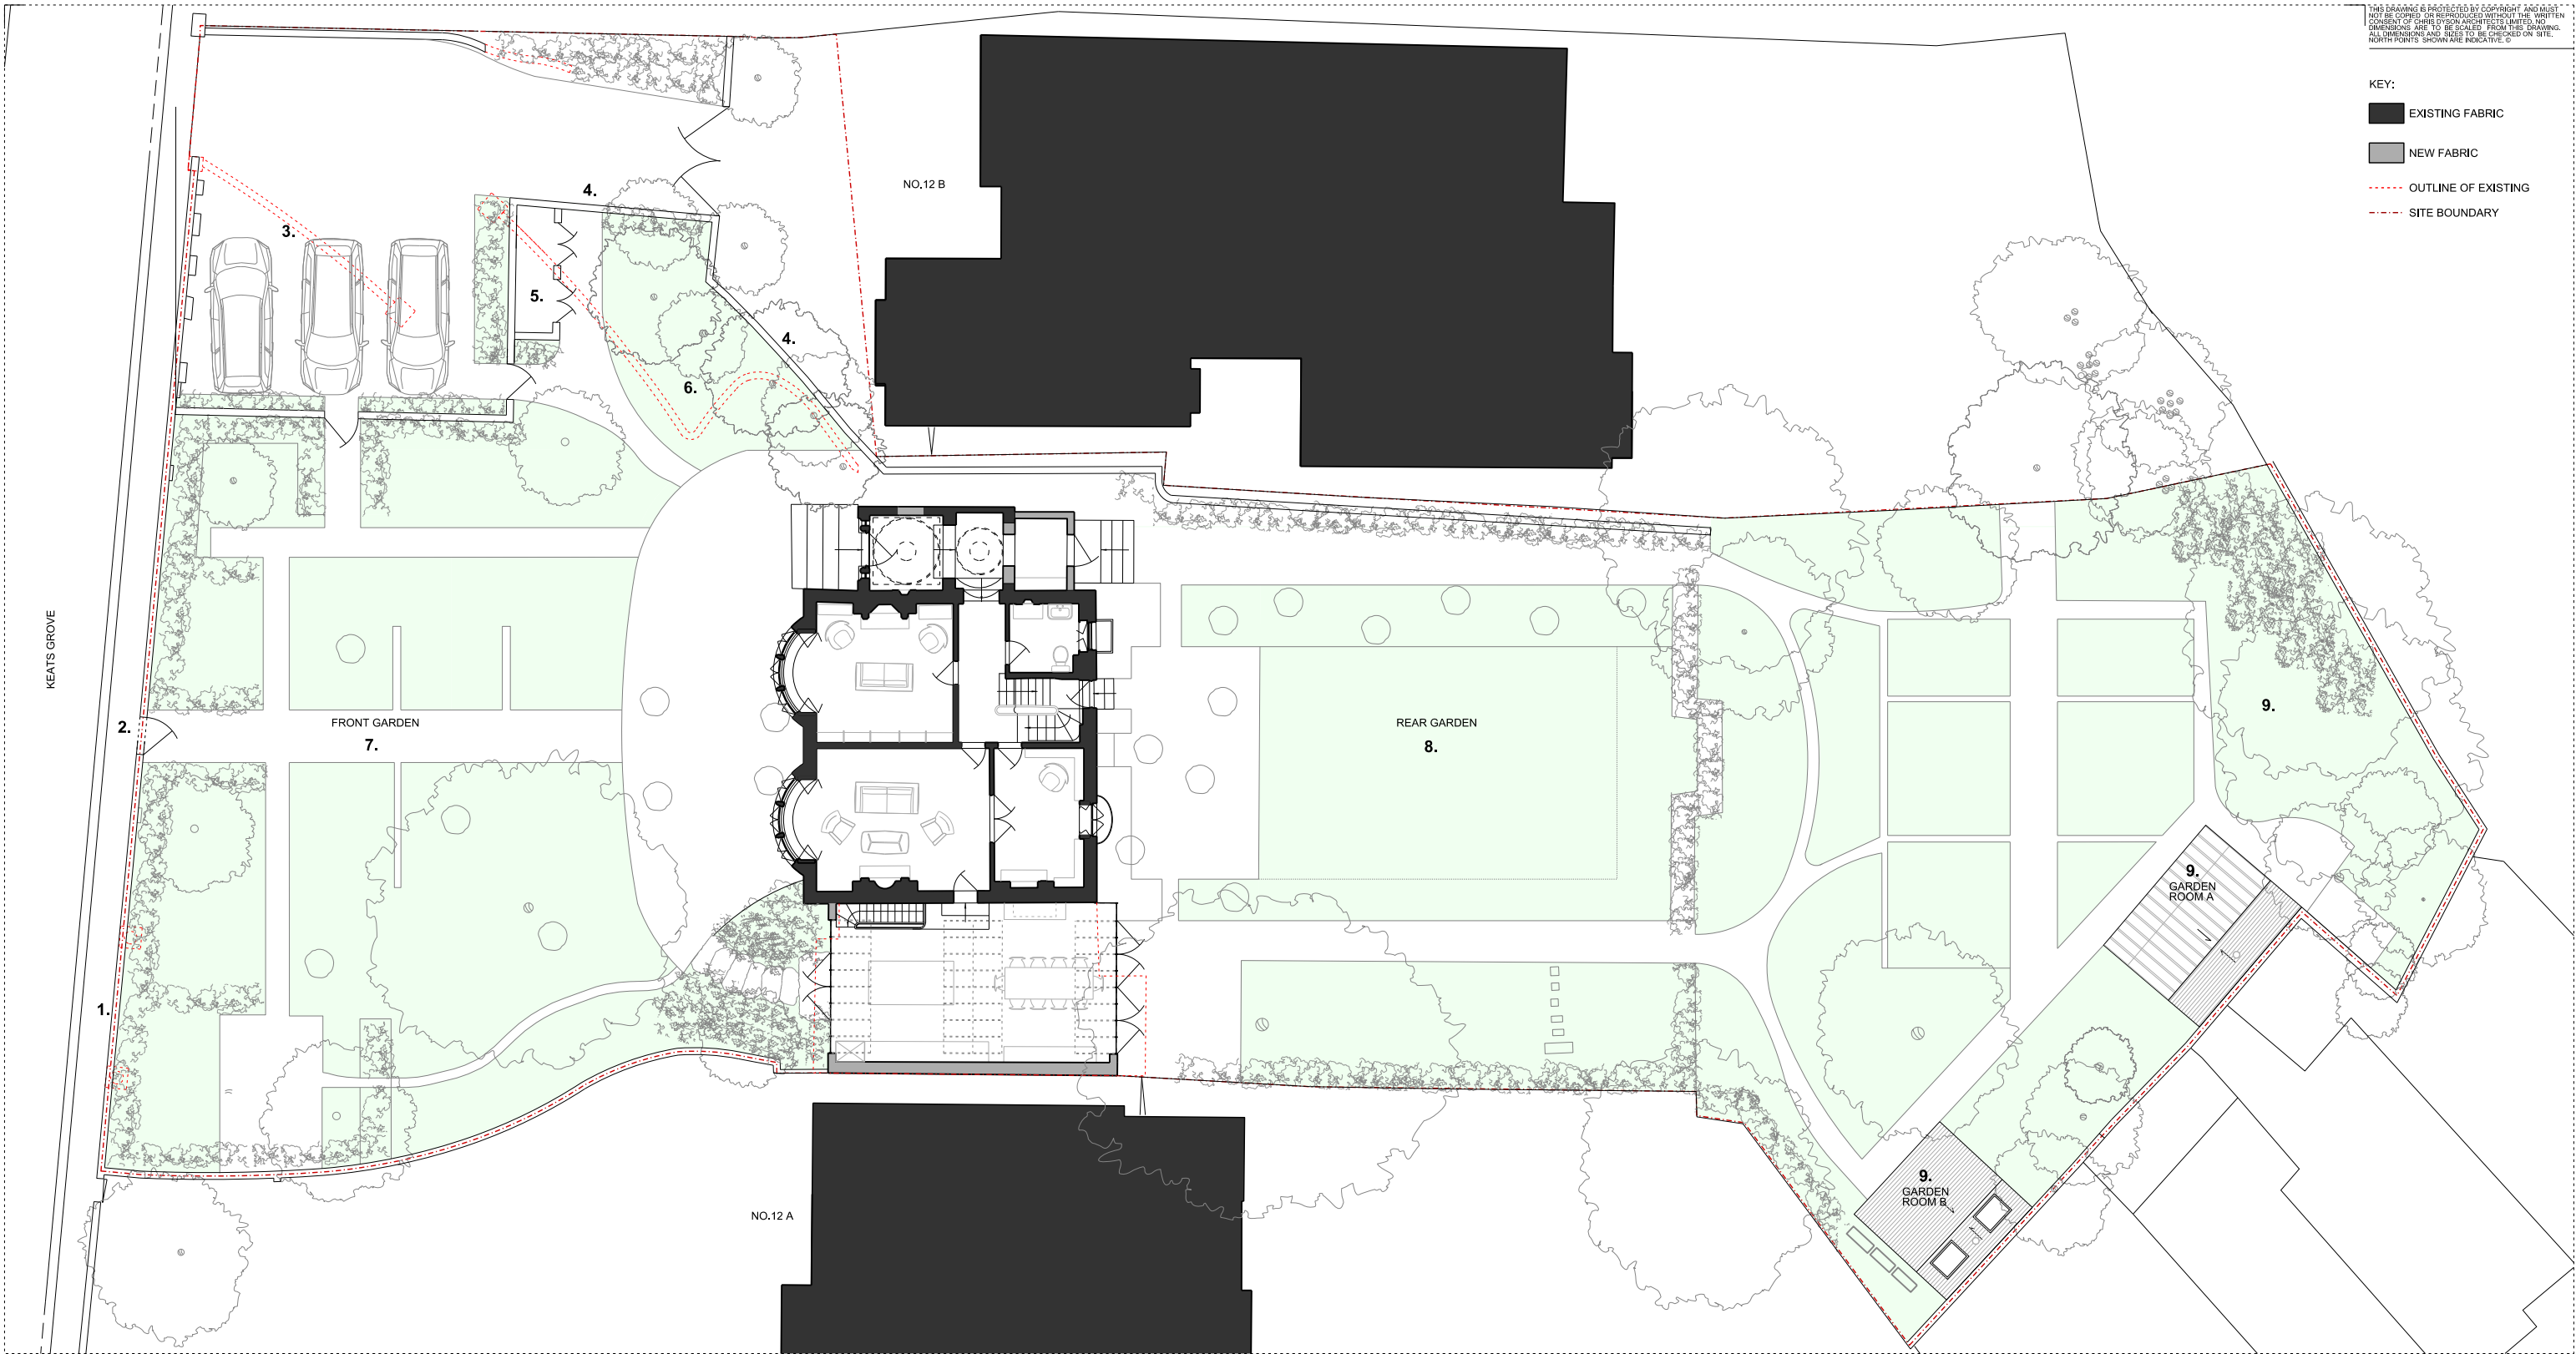 THIS DRAWING IS PROTECTED BY COPYRIGHT AND MUST
NOT BE COPIED OR REPRODUCED WITHOUT THE WRITTEN
CONSENT OF CHRIS DYSON ARCHITECTS LIMITED. NO
DIMENSIONS ARE TO BE SCALED FROM THIS DRAWING.
ALL DIMENSIONS AND SIZES TO BE CHECKED ON SITE.
NORTH POINTS SHOWN ARE INDICATIVE. ©
KEY:
EXISTING FABRIC
NEW FABRIC
OUTLINE OF EXISTING
SITE BOUNDARY
NO.12 B
4.
3.
5.
4.
6.
KEATS GROVE
2.
FRONT GARDEN
7.
REAR GARDEN
8.
9.
9.
GARDEN
ROOM A
1.
9.
GARDEN
ROOM B
NO.12 A